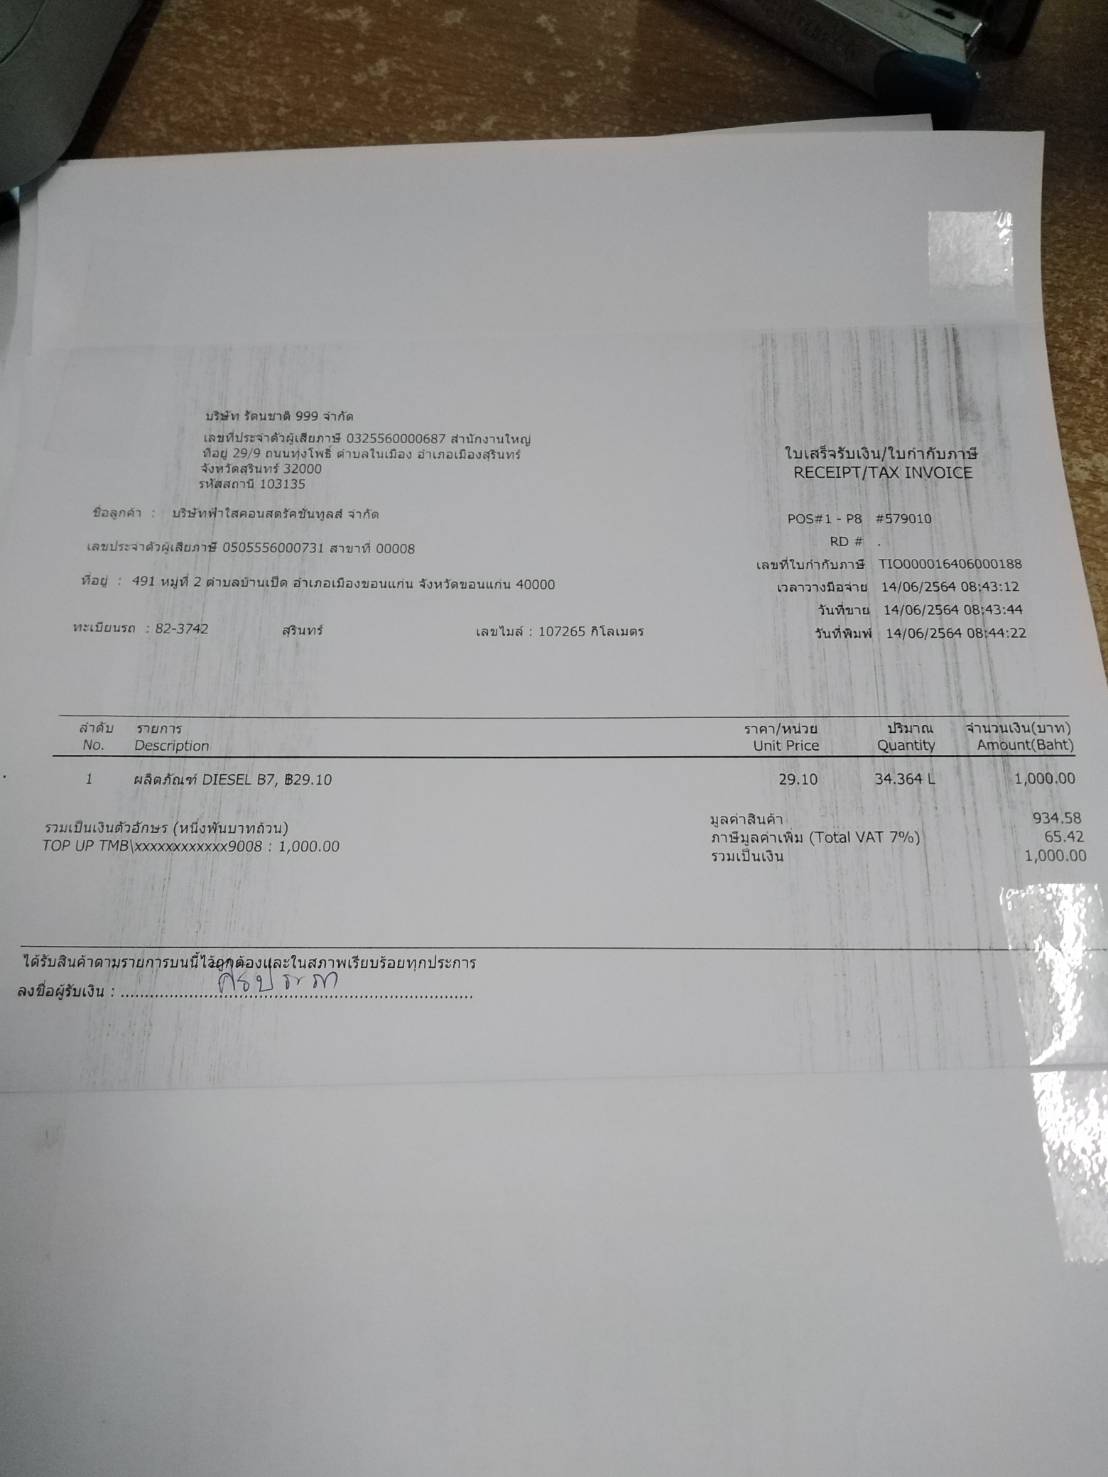 บริษัท รัตนชาติ 999 จำกัด
เลขที่ประจำตัวผู้เสียภาษี 0325560000687 สำนักงานใหญ่
ที่อยู่ 29/9 ถนนทุ่งโพธิ์ ตำบลในเมือง อำเภอเมืองสุรินทร์
จังหวัดสุรินทร์ 32000
รหัสสถานี 103135
ใบเสร็จรับเงิน/ใบกำกับภาษี
RECEIPT/TAX INVOICE
ชื่อลูกค้า : บริษัทฟ้าใสคอนสตรัคชั่นทูลส์ จำกัด
เลขประจำตัวผู้เสียภาษี 0505556000731 สาขาที่ 00008
ที่อยู่ : 491 หมู่ที่ 2 ตำบลบ้านเป็ด อำเภอเมืองขอนแก่น จังหวัดขอนแก่น 40000
ทะเบียนรถ : 82-3742 สุรินทร์ เลขไมล์ : 107265 กิโลเมตร
POS#1 - P8 #579010
RD # .
เลขที่ใบกำกับภาษี TIO000016406000188
เวลาวางมือจ่าย 14/06/2564 08:43:12
วันที่ขาย 14/06/2564 08:43:44
วันที่พิมพ์ 14/06/2564 08:44:22
ลำดับ รายการ ราคา/หน่วย ปริมาณ จำนวนเงิน(บาท)
No. Description Unit Price Quantity Amount(Baht)
1 ผลิตภัณฑ์ DIESEL B7, ฿29.10 29.10 34.364 L 1,000.00
รวมเป็นเงินตัวอักษร (หนึ่งพันบาทถ้วน)
TOP UP TMB\xxxxxxxxxxxx9008 : 1,000.00
มูลค่าสินค้า 934.58
ภาษีมูลค่าเพิ่ม (Total VAT 7%) 65.42
รวมเป็นเงิน 1,000.00
ได้รับสินค้าตามรายการบนนี้ไว้ถูกต้องและในสภาพเรียบร้อยทุกประการ
ลงชื่อผู้รับเงิน : ........................................................................